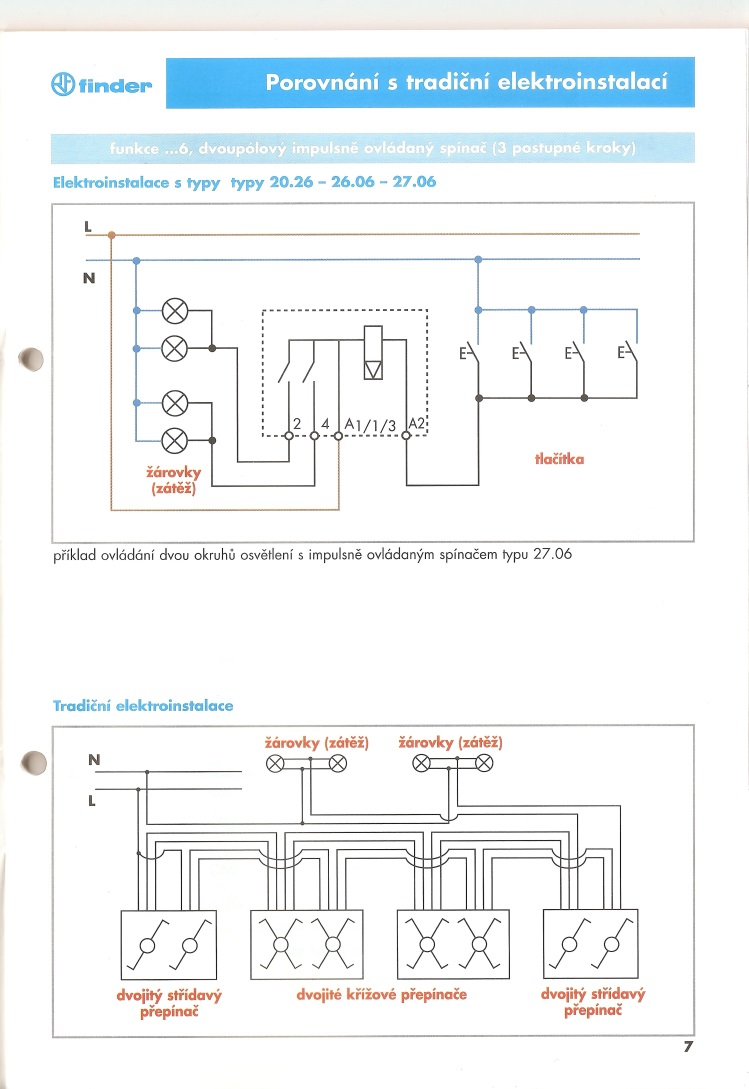 finder
Porovnání s tradiční elektroinstalací
funkce ...6, dvoupólový impulsně ovládaný spínač (3 postupné kroky)
Elektroinstalace s typy typy 20.26 – 26.06 – 27.06
L
N
E E E E
2 4 A1/1/3 A2
tlačítka
žárovky
(zátěž)
příklad ovládání dvou okruhů osvětlení s impulsně ovládaným spínačem typu 27.06
Tradiční elektroinstalace
žárovky (zátěž) žárovky (zátěž)
N
L
dvojitý střídavý
přepínač
dvojité křížové přepínače
dvojitý střídavý
přepínač
7